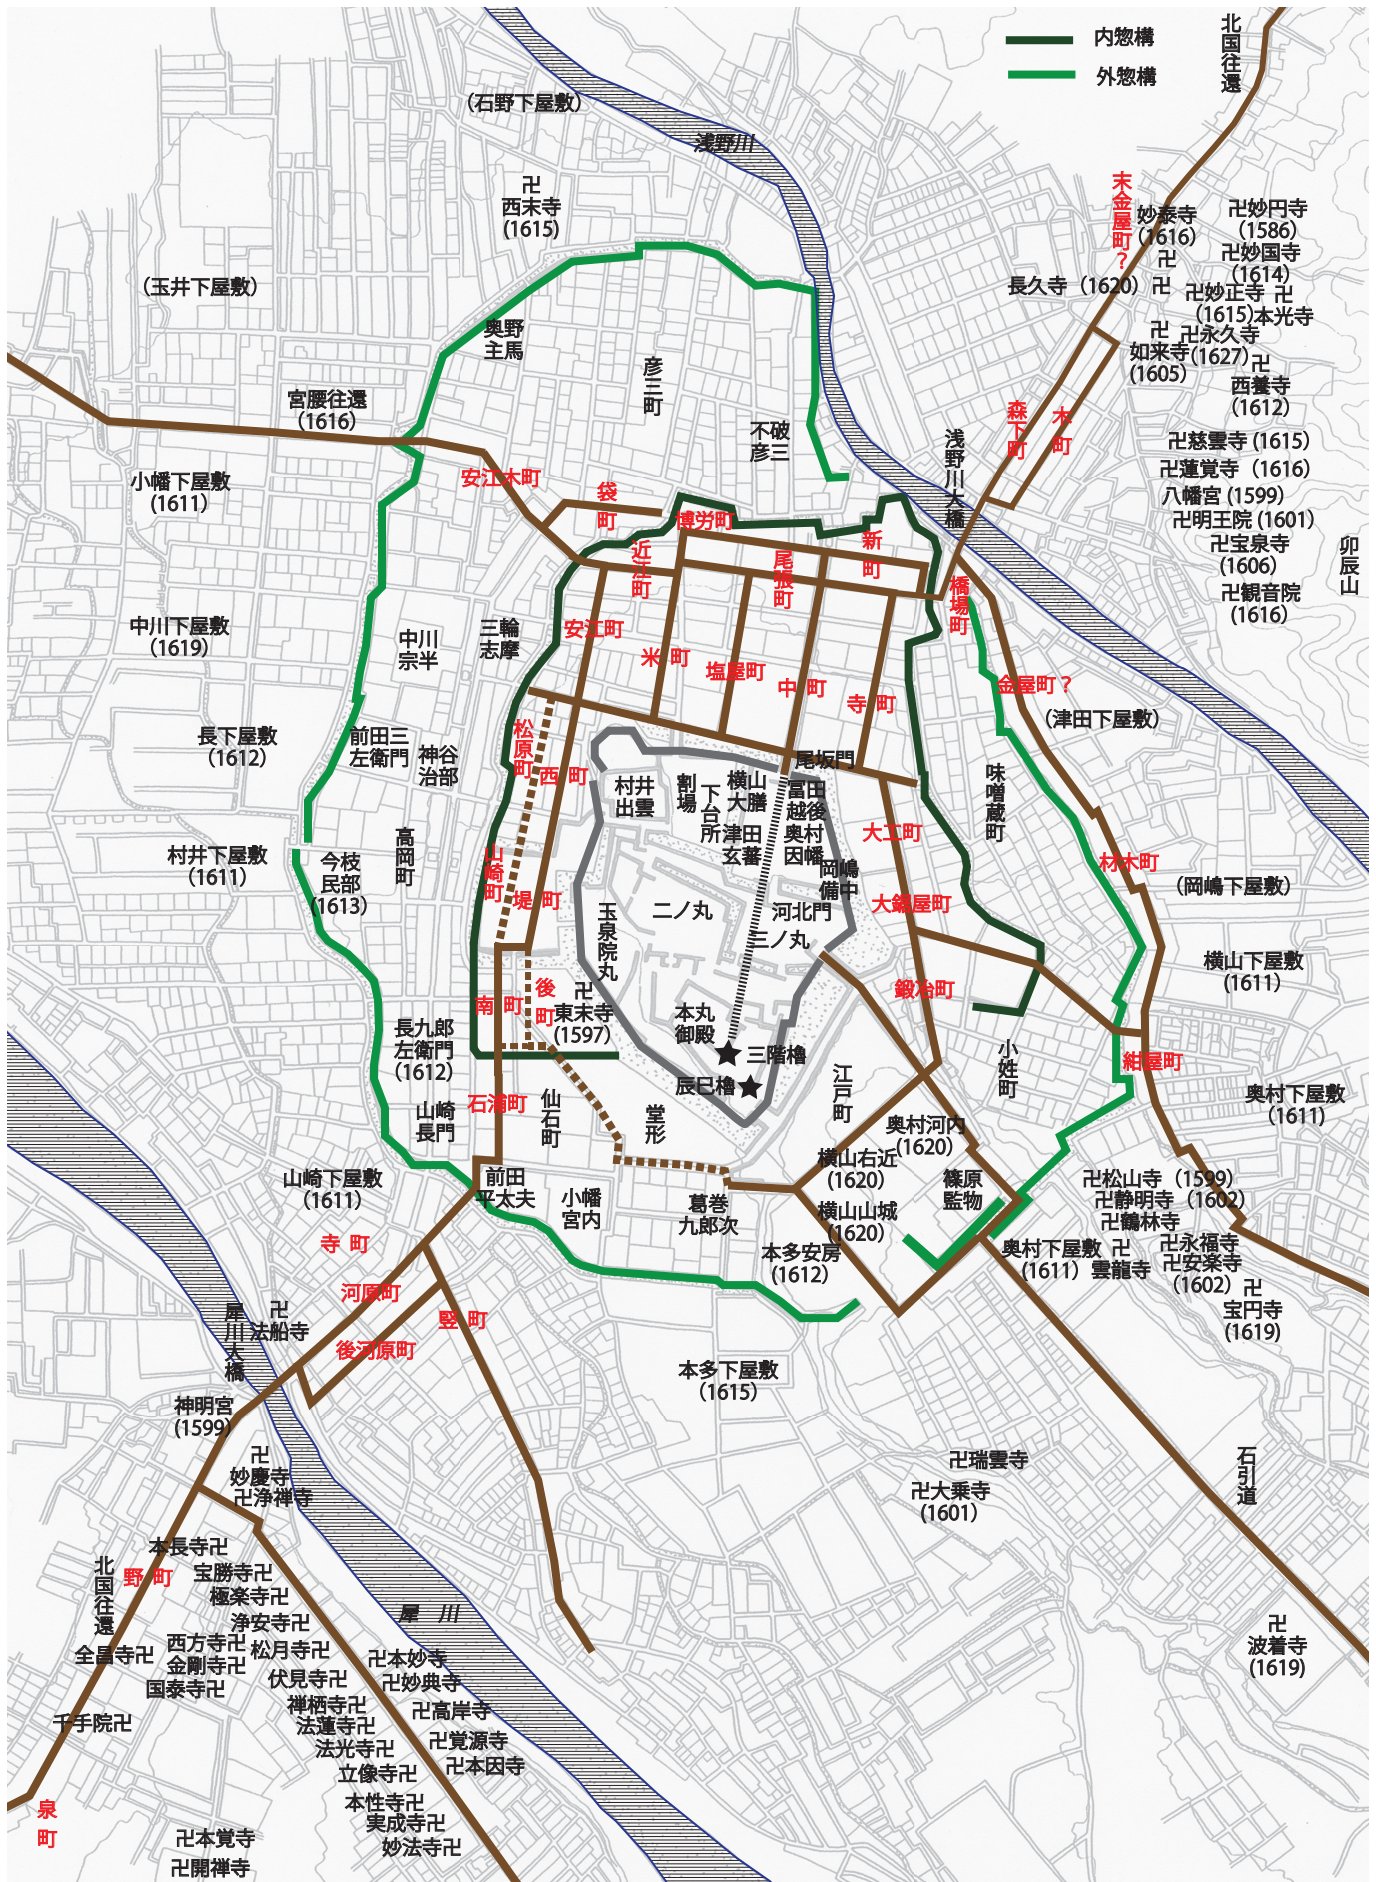 内惣構
外惣構
北国往還
(石野下屋敷)
浅野川
卍
西末寺
(1615)
末金屋町?
妙泰寺
(1616)
卍
卍妙円寺
(1586)
卍妙国寺
(1614)
長久寺(1620)卍
卍妙正寺
(1615)
卍
本光寺
卍
如来寺
(1605)
卍永久寺
(1627)
卍
西養寺
(1612)
(玉井下屋敷)
奥野
主馬
彦三町
宮腰往還
(1616)
不破
彦三
森下町
木町
浅野川大橋
卍慈雲寺(1615)
卍蓮覚寺(1616)
八幡宮(1599)
卍明王院(1601)
卍宝泉寺
(1606)
卍観音院
(1616)
卯辰山
小幡下屋敷
(1611)
安江木町
袋町
博労町
近江町
尾張町
新町
橋場町
中川下屋敷
(1619)
中川
宗半
三輪
志摩
安江町
米町
塩屋町
中町
寺町
金屋町?
(津田下屋敷)
長下屋敷
(1612)
前田三
左衛門
神谷
治部
松原町
西町
尾坂門
村井
出雲
割場
下台所
横山
大膳
津田
玄蕃
冨田
越後
奥村
因幡
岡嶋
備中
味噌蔵町
大工町
村井下屋敷
(1611)
今枝
民部
(1613)
高岡町
山崎町
堤町
玉泉院丸
二ノ丸
河北門
三ノ丸
大鋸屋町
材木町
(岡嶋下屋敷)
横山下屋敷
(1611)
鍛冶町
南町
後町
卍
東末寺
(1597)
本丸
御殿
三階櫓
辰巳櫓
長九郎
左衛門
(1612)
山崎
長門
石浦町
仙石町
堂形
江戸町
小姓町
紺屋町
奥村下屋敷
(1611)
奥村河内
(1620)
横山右近
(1620)
篠原
監物
横山山城
(1620)
山崎下屋敷
(1611)
前田
平太夫
小幡
宮内
葛巻
九郎次
本多安房
(1612)
卍松山寺(1599)
卍静明寺(1602)
卍鶴林寺
卍永福寺
卍安楽寺
(1602)
卍
宝円寺
(1619)
奥村下屋敷
(1611)
卍
雲龍寺
寺町
河原町
後河原町
竪町
犀川大橋
卍
法船寺
本多下屋敷
(1615)
神明宮
(1599)
卍
妙慶寺
卍浄禅寺
卍瑞雲寺
卍大乗寺
(1601)
石引道
北国往還
本長寺卍
野町
宝勝寺卍
極楽寺卍
浄安寺卍
犀川
全昌寺卍
西方寺卍
松月寺卍
金剛寺卍
国泰寺卍
伏見寺卍
禅栖寺卍
法蓮寺卍
法光寺卍
立像寺卍
本性寺卍
実成寺卍
妙法寺卍
卍本妙寺
卍妙典寺
卍高岸寺
卍覚源寺
卍本因寺
卍
波着寺
(1619)
千手院卍
泉町
卍本覚寺
卍開禅寺